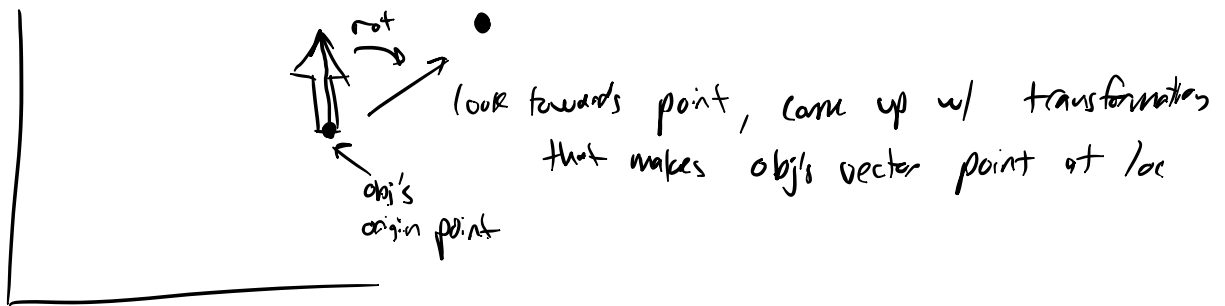 rot
look towards point, come up w/ transformation
that makes obj's vector point at loc
obj's
origin point